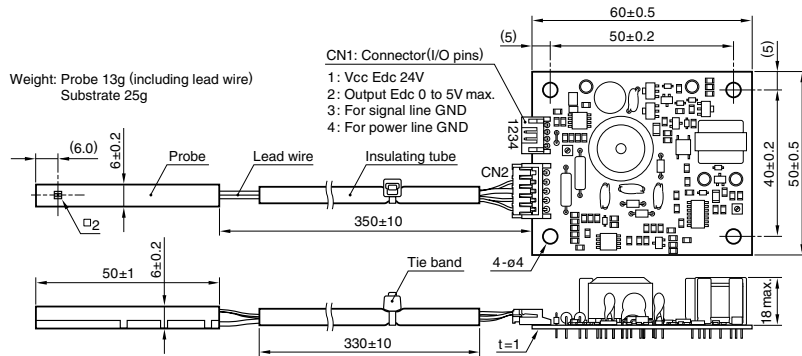 60±0.5
(5)
50±0.2
(5)
CN1: Connector(I/O pins)
1: Vcc Edc 24V
2: Output Edc 0 to 5V max.
3: For signal line GND
4: For power line GND
Weight: Probe 13g (including lead wire)
Substrate 25g
1234
(6.0)
6±0.2
Probe
Lead wire
Insulating tube
CN2
40±0.2
50±0.5
□2
350±10
4-ø4
50±1
6±0.2
Tie band
18 max.
330±10
t=1